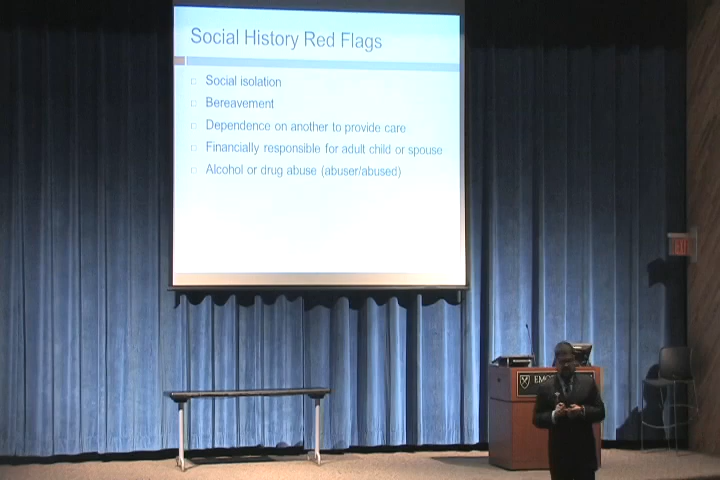 Social History Red Flags
Social isolation
Bereavement
Dependence on another to provide care
Financially responsible for adult child or spouse
Alcohol or drug abuse (abuser/abused)